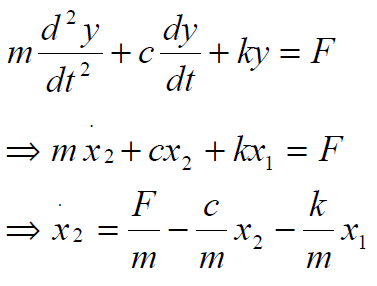 m d²y/dt² + c dy/dt + ky = F
⇒ m ẋ₂ + cx₂ + kx₁ = F
⇒ ẋ₂ = F/m − c/m x₂ − k/m x₁